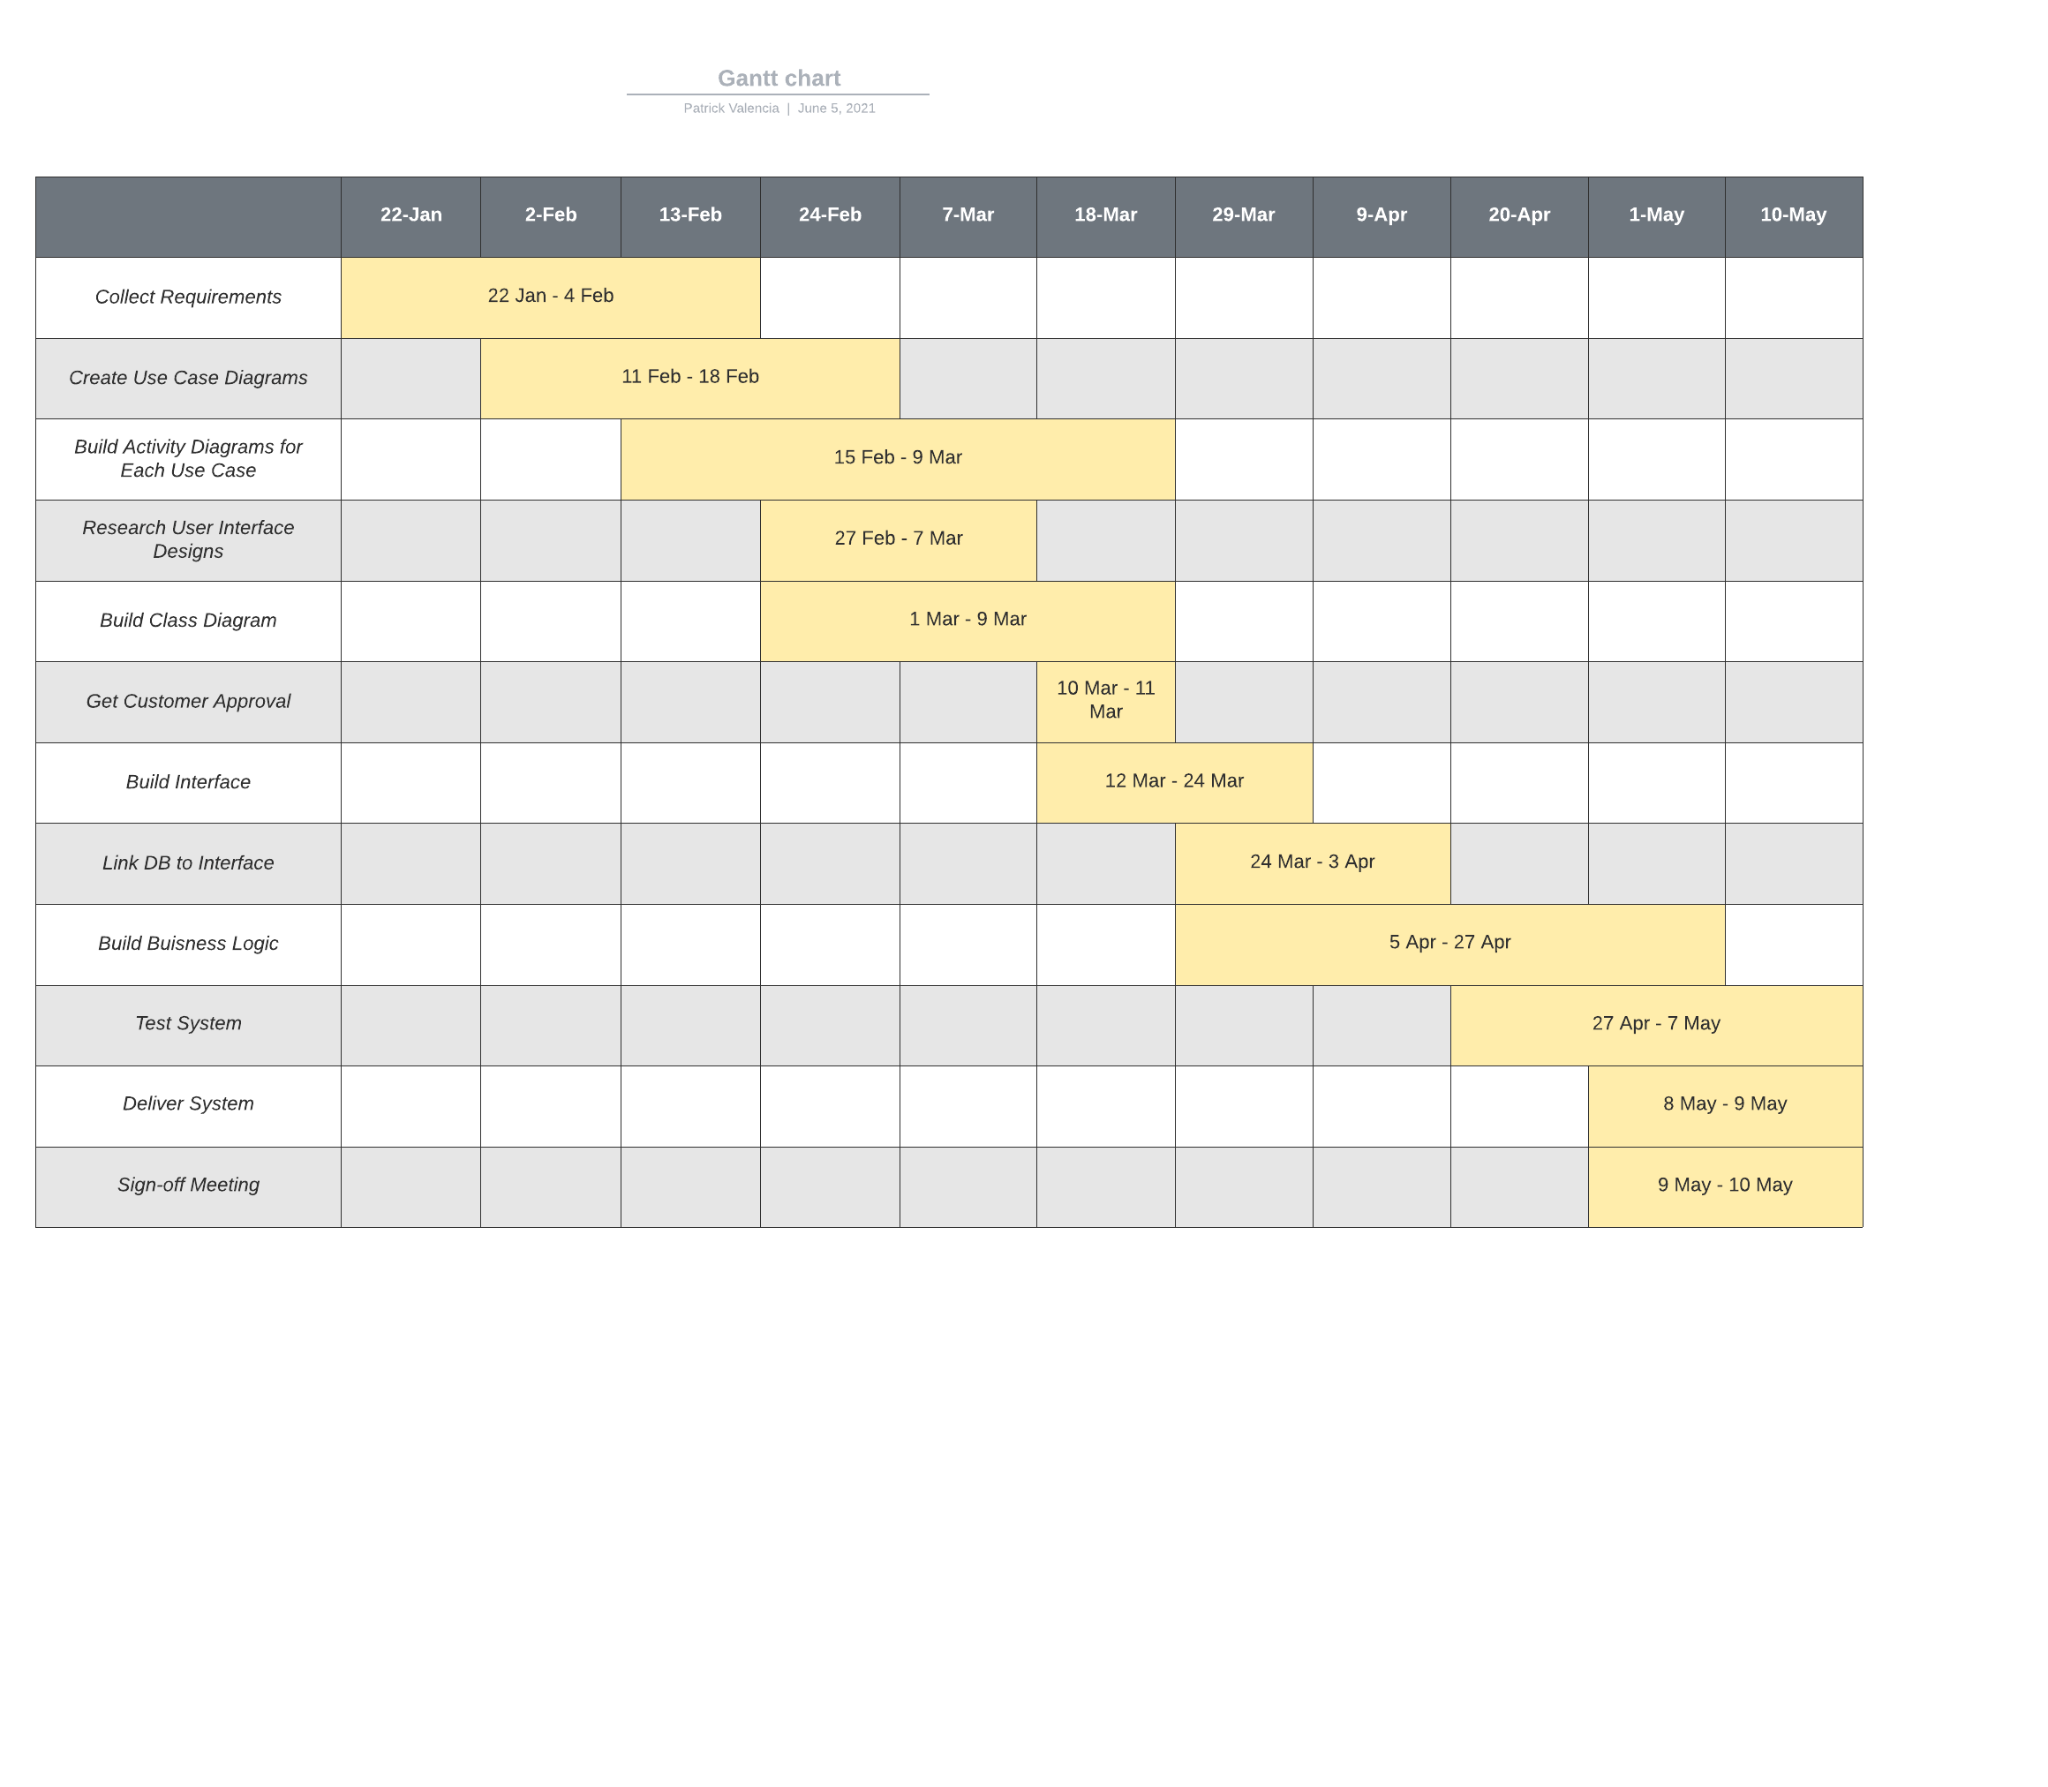 Gantt chart
Patrick Valencia | June 5, 2021
22-Jan 2-Feb 13-Feb 24-Feb 7-Mar 18-Mar 29-Mar 9-Apr 20-Apr 1-May 10-May
Collect Requirements 22 Jan - 4 Feb
Create Use Case Diagrams 11 Feb - 18 Feb
Build Activity Diagrams for
Each Use Case
15 Feb - 9 Mar
Research User Interface
Designs
27 Feb - 7 Mar
Build Class Diagram 1 Mar - 9 Mar
Get Customer Approval
10 Mar - 11
Mar
Build Interface 12 Mar - 24 Mar
Link DB to Interface 24 Mar - 3 Apr
Build Buisness Logic 5 Apr - 27 Apr
Test System 27 Apr - 7 May
Deliver System 8 May - 9 May
Sign-off Meeting 9 May - 10 May